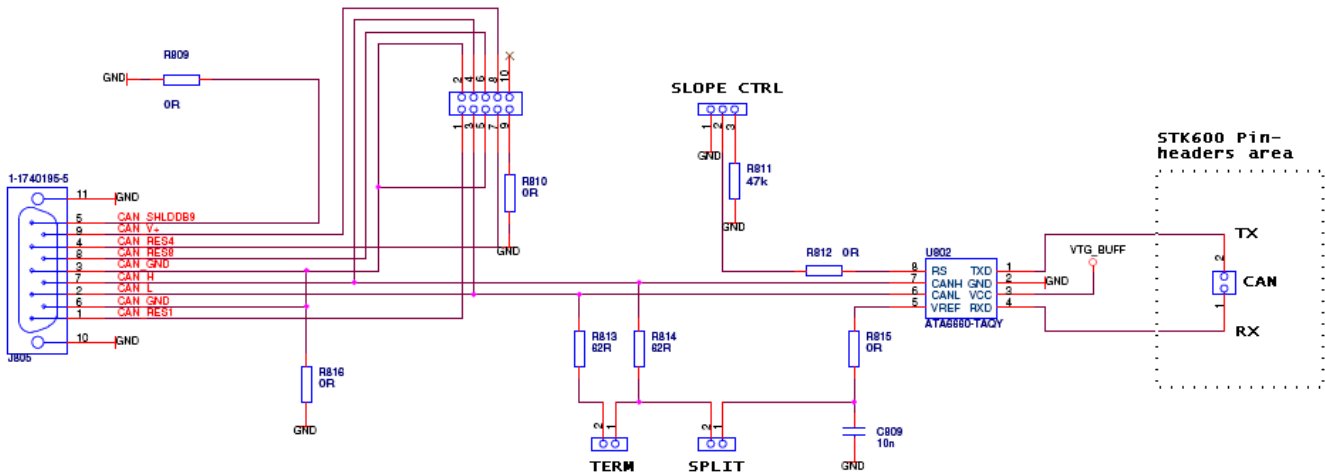 R809
GND
0R
2 4 6 8 10
1 3 5 7 9
R810
0R
GND
SLOPE CTRL
1 2 3
GND
R811
47k
GND
STK600 Pin-
headers area
1-1740195-5
11 GND
5 CAN_SHLDDB9
9 CAN_V+
4 CAN_RES4
8 CAN_RES8
3 CAN_GND
7 CAN_H
2 CAN_L
6 CAN_GND
1 CAN_RES1
10 GND
J805
R812 0R
U802
8 RS TXD 1
7 CANH GND 2 GND
6 CANL VCC 3
5 VREF RXD 4
ATA6660-TAQY
VTG_BUFF
TX
2
CAN
1
RX
R813
62R
R814
62R
R815
0R
R816
0R
GND
2 1
TERM
2 1
SPLIT
C809
10n
GND